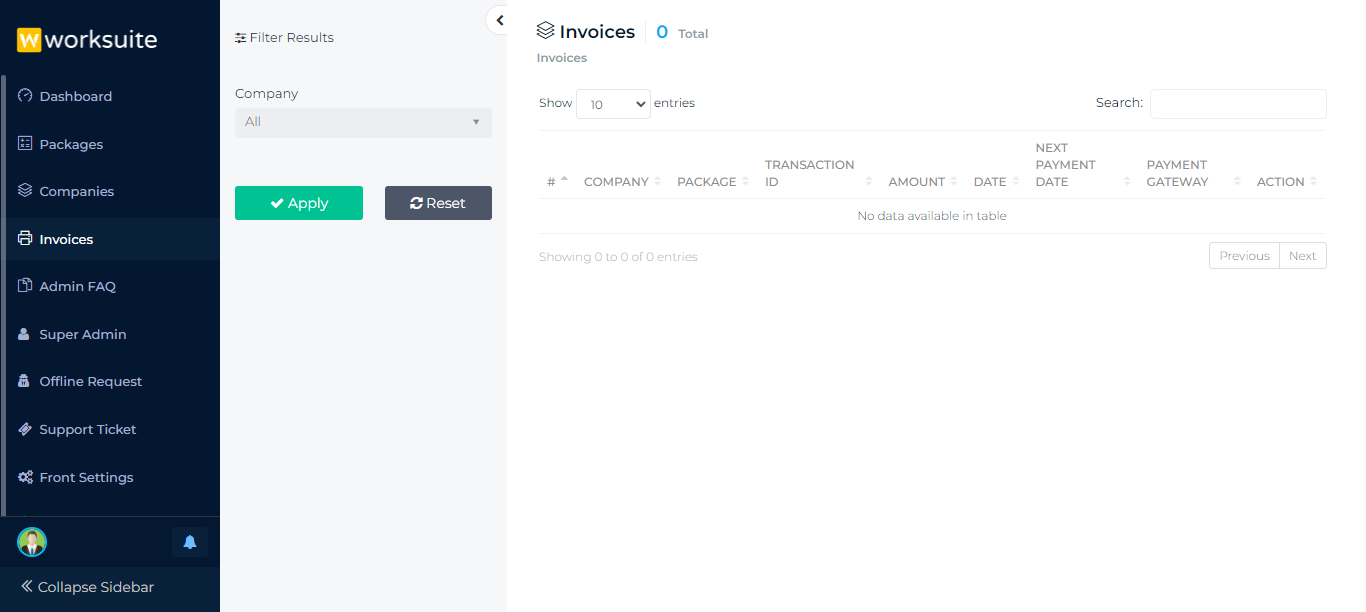 worksuite
Dashboard
Packages
Companies
Invoices
Admin FAQ
Super Admin
Offline Request
Support Ticket
Front Settings
Collapse Sidebar
Filter Results
Company
All
Apply
Reset
Invoices 0 Total
Invoices
Show 10 entries
Search:
# COMPANY PACKAGE TRANSACTION ID AMOUNT DATE NEXT PAYMENT DATE PAYMENT GATEWAY ACTION
No data available in table
Showing 0 to 0 of 0 entries
Previous Next